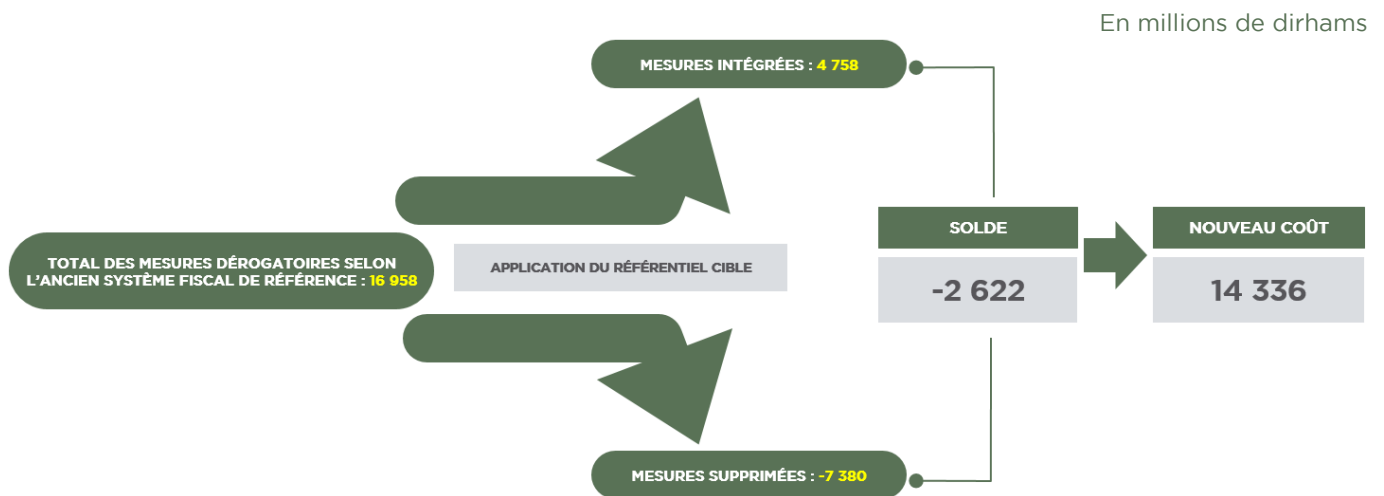 En millions de dirhams
MESURES INTÉGRÉES : 4 758
TOTAL DES MESURES DÉROGATOIRES SELON
L'ANCIEN SYSTÈME FISCAL DE RÉFÉRENCE : 16 958
APPLICATION DU RÉFÉRENTIEL CIBLE
SOLDE
-2 622
NOUVEAU COÛT
14 336
MESURES SUPPRIMÉES : -7 380